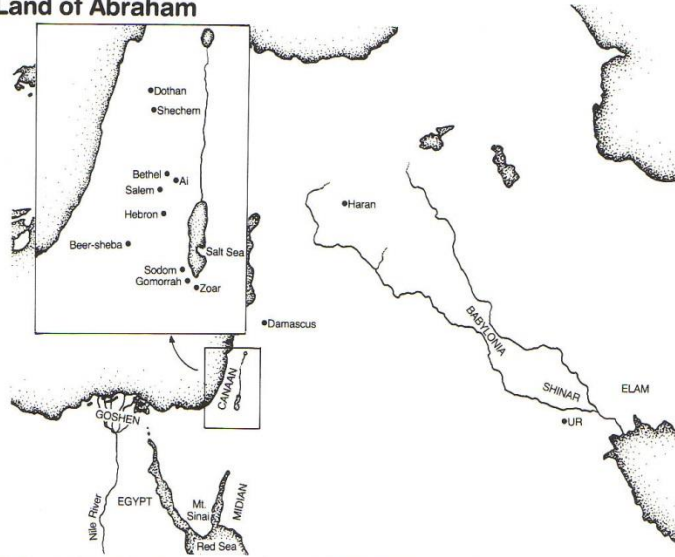 Land of Abraham
Dothan
Shechem
Bethel
Ai
Salem
Hebron
Beer-sheba
Salt Sea
Sodom
Gomorrah
Zoar
Haran
Damascus
BABYLONIA
CANAAN
SHINAR
ELAM
UR
GOSHEN
EGYPT
Nile River
Mt.
Sinai
MIDIAN
Red Sea